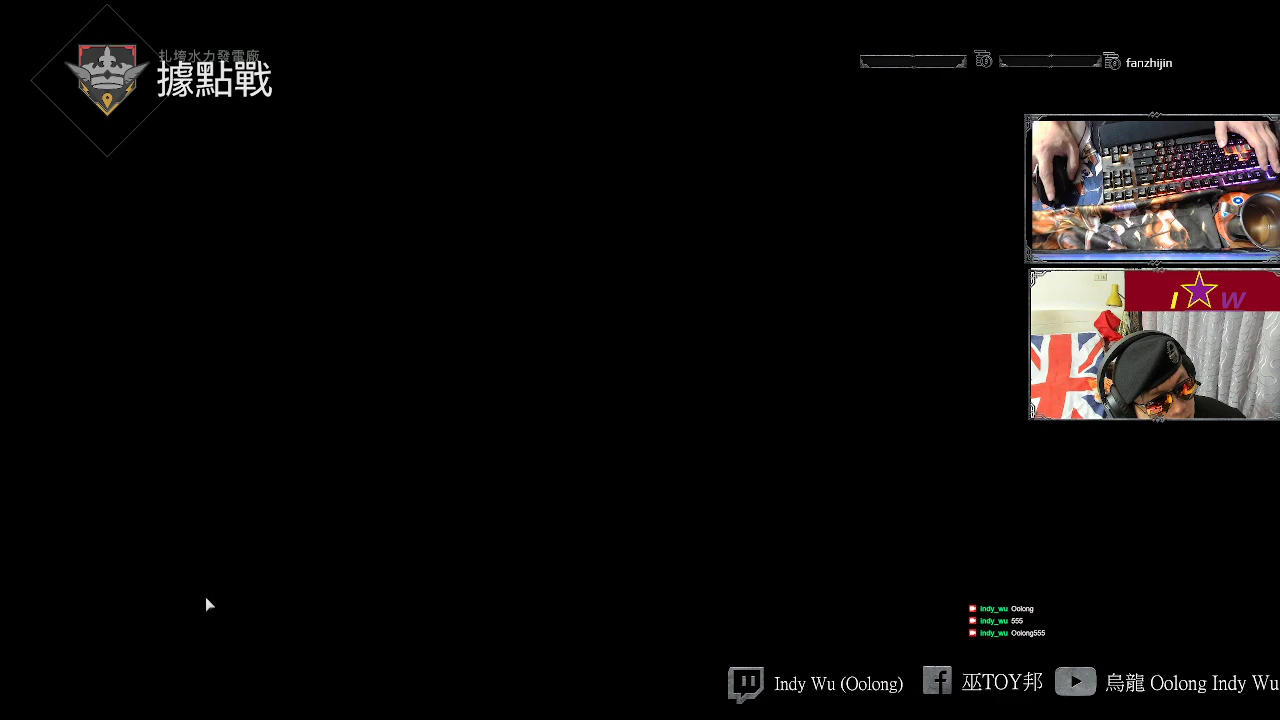 扎垮水力發電廠
據點戰
fanzhijin
I W
indy_wu Oolong
indy_wu 555
indy_wu Oolong555
Indy Wu (Oolong)
巫TOY邦
烏龍 Oolong Indy Wu